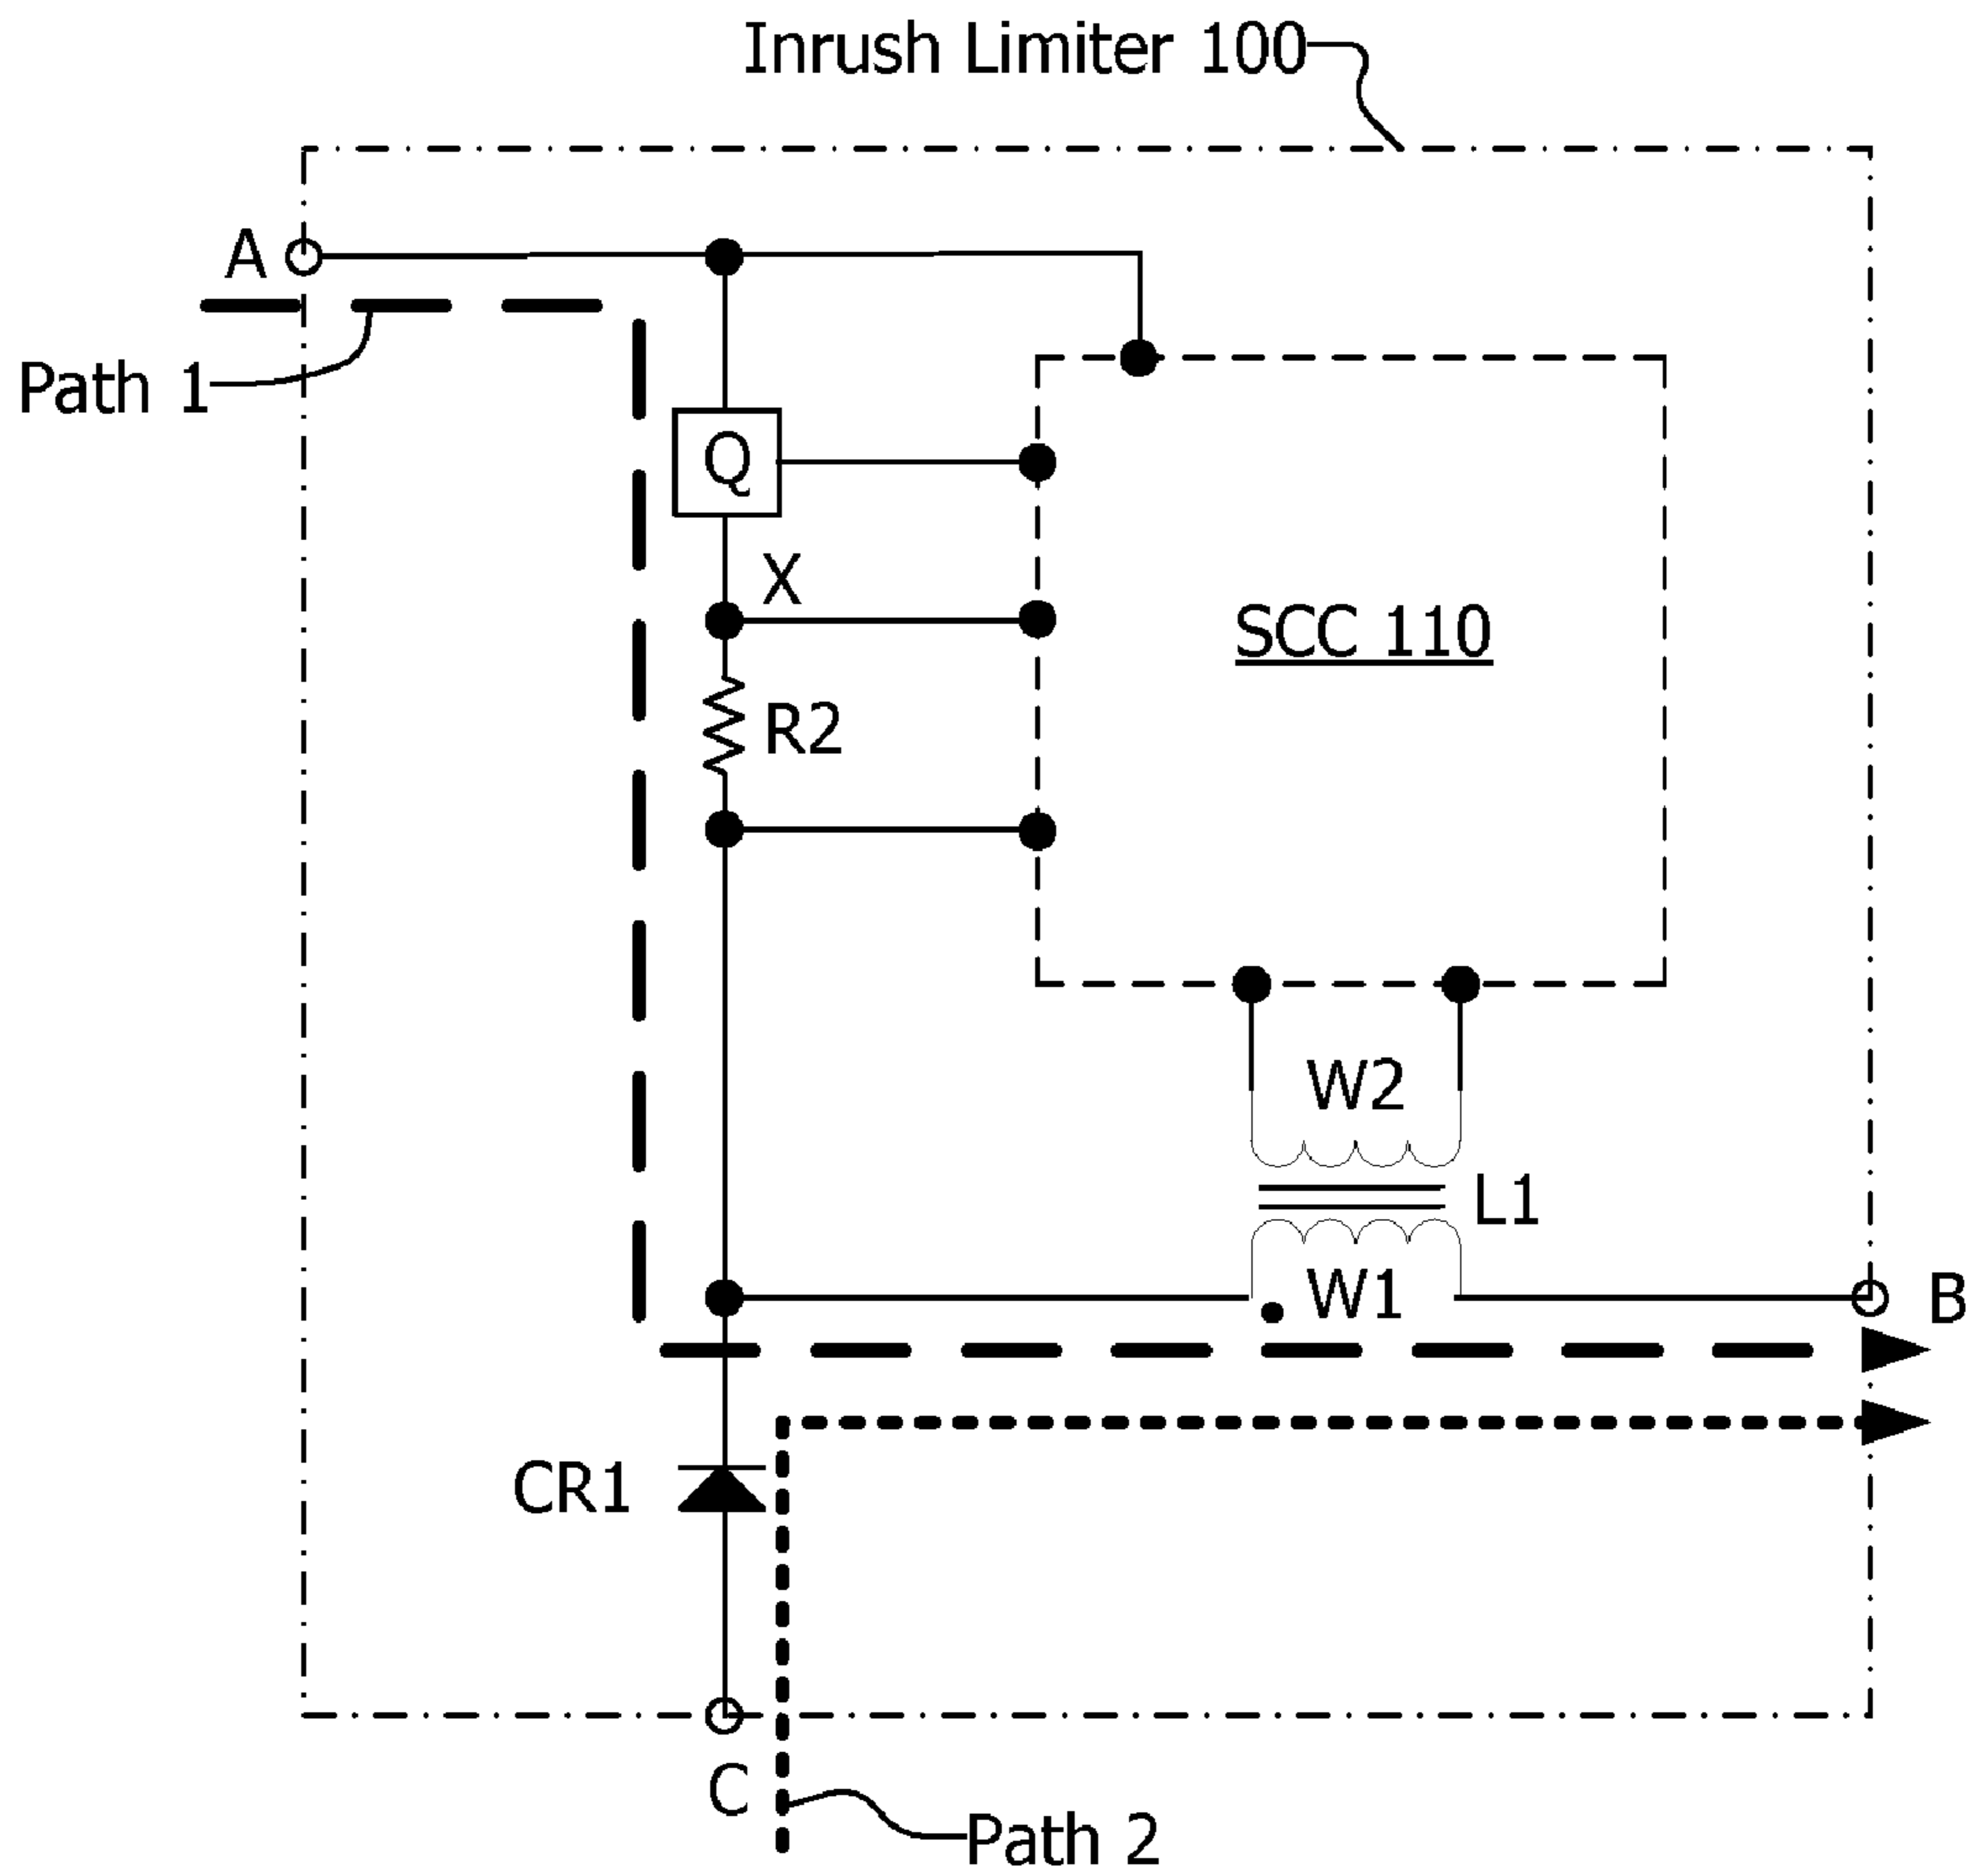 Inrush Limiter 100
A
Path 1
Q
X
SCC 110
R2
W2
L1
W1
B
CR1
C
Path 2